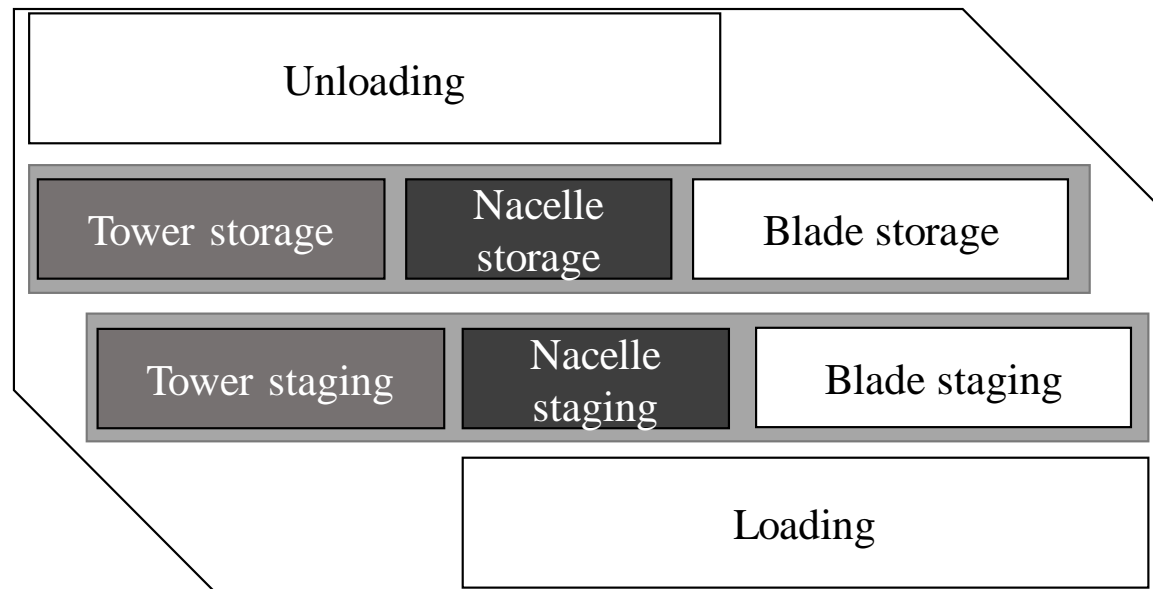 Unloading
Tower storage
Nacelle
storage
Blade storage
Tower staging
Nacelle
staging
Blade staging
Loading